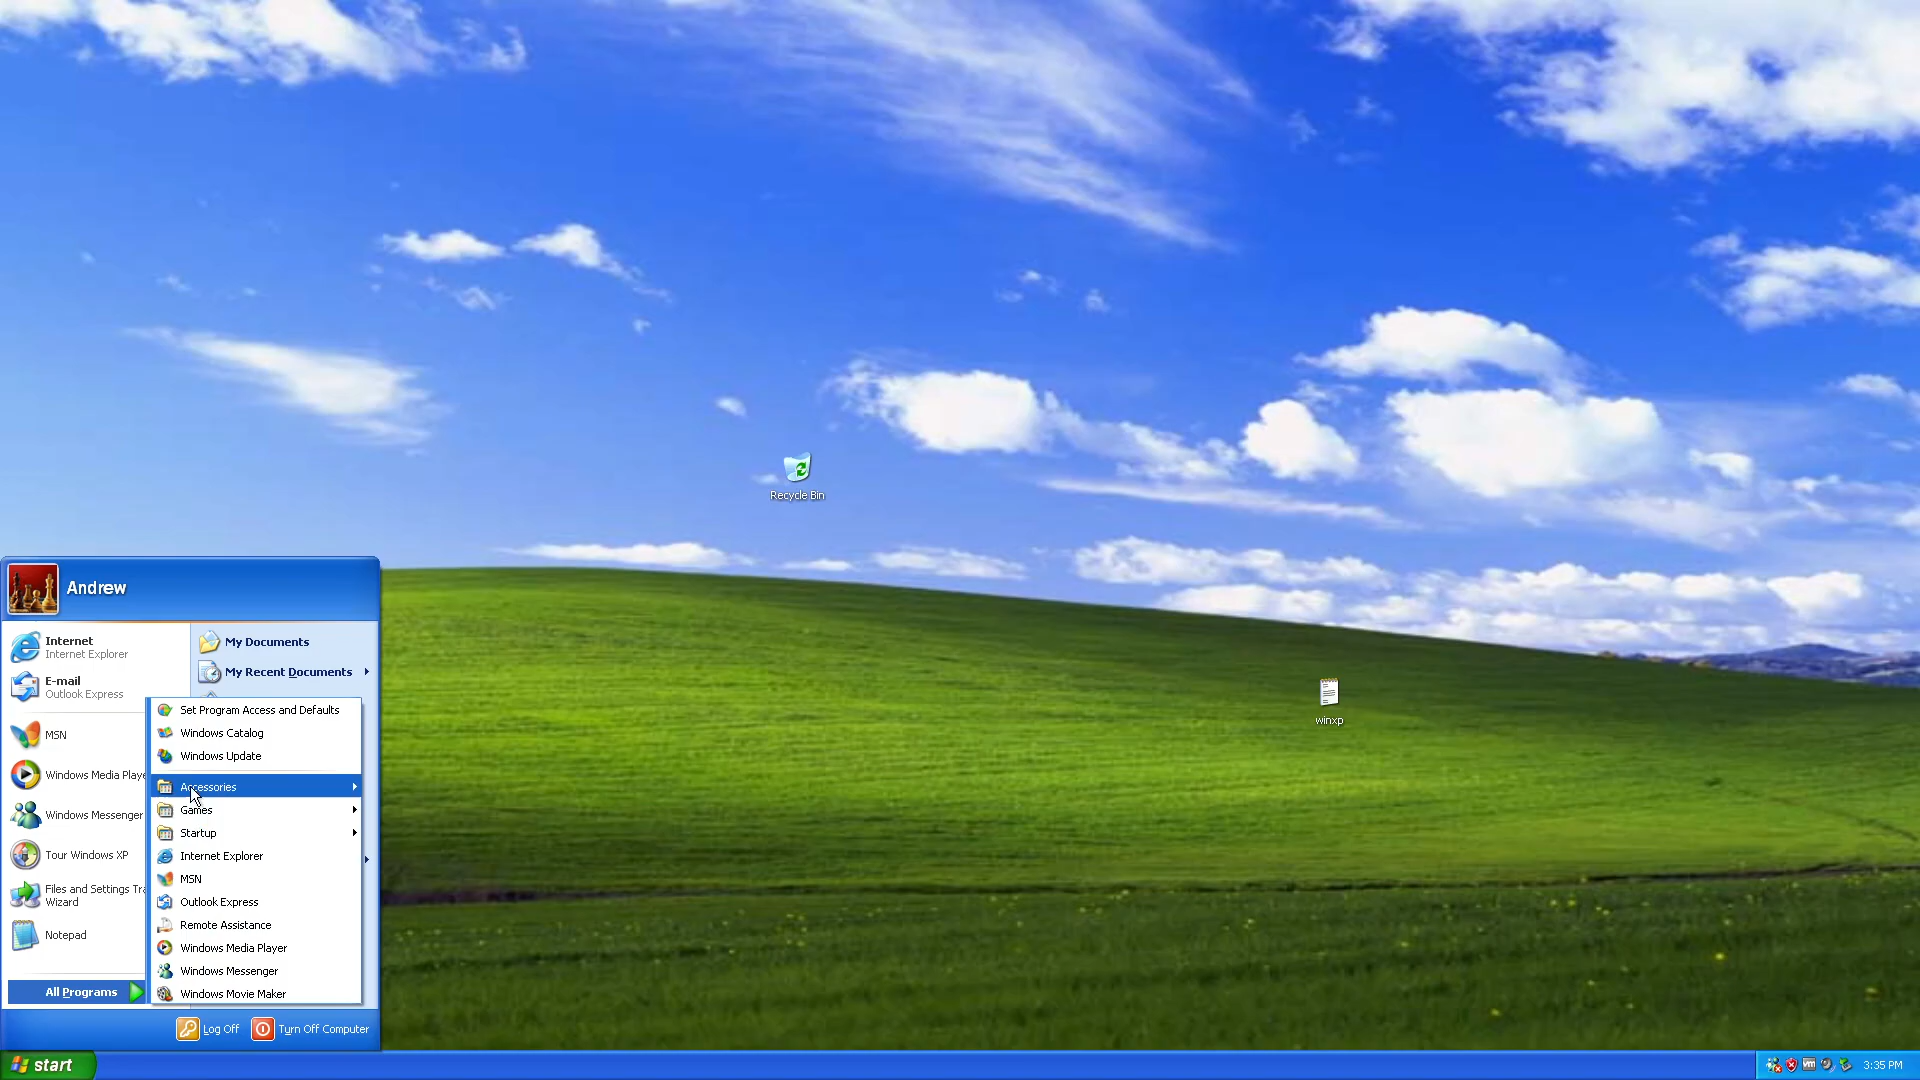 Recycle Bin
winxp
Andrew
Internet
Internet Explorer
E-mail
Outlook Express
MSN
Windows Media Playe
Windows Messenger
Tour Windows XP
Files and Settings Tra
Wizard
Notepad
All Programs
My Documents
My Recent Documents
Set Program Access and Defaults
Windows Catalog
Windows Update
Accessories
Games
Startup
Internet Explorer
MSN
Outlook Express
Remote Assistance
Windows Media Player
Windows Messenger
Windows Movie Maker
Log Off
Turn Off Computer
start
vm
3:35 PM